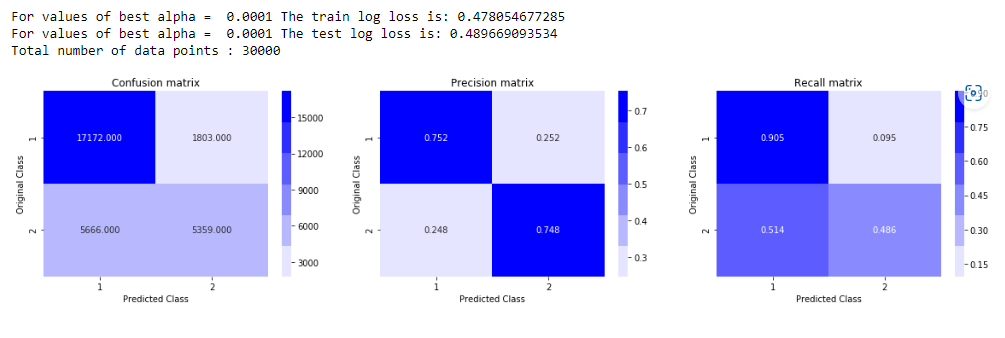 For values of best alpha =  0.0001 The train log loss is: 0.478054677285
For values of best alpha =  0.0001 The test log loss is: 0.489669093534
Total number of data points : 30000
Confusion matrix
Original Class
1
2
17172.000 1803.000
5666.000 5359.000
1 2
Predicted Class
15000
12000
9000
6000
3000
Precision matrix
Original Class
1
2
0.752 0.252
0.248 0.748
1 2
Predicted Class
0.7
0.6
0.5
0.4
0.3
Recall matrix
Original Class
1
2
0.905 0.095
0.514 0.486
1 2
Predicted Class
0.75
0.60
0.45
0.30
0.15